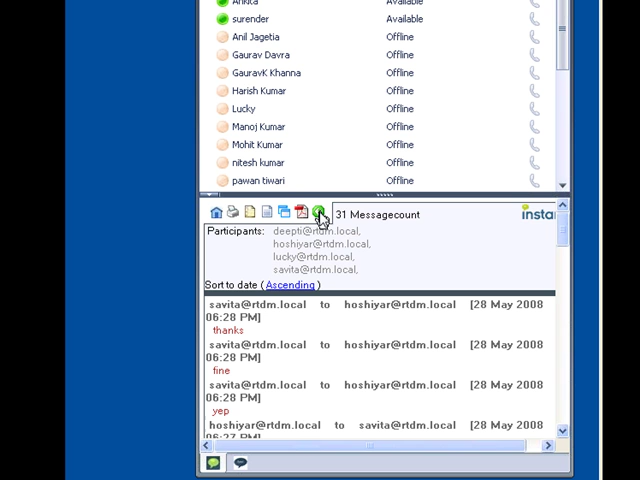 Ankita Available
surender Available
Anil Jagetia Offline
Gaurav Davra Offline
GauravK Khanna Offline
Harish Kumar Offline
Lucky Offline
Manoj Kumar Offline
Mohit Kumar Offline
nitesh kumar Offline
pawan tiwari Offline
31 Messagecount instar
Participants: deepti@rtdm.local,
hoshiyar@rtdm.local,
lucky@rtdm.local,
savita@rtdm.local,
Sort to date ( Ascending )
savita@rtdm.local to hoshiyar@rtdm.local [28 May 2008
06:28 PM]
thanks
savita@rtdm.local to hoshiyar@rtdm.local [28 May 2008
06:28 PM]
fine
savita@rtdm.local to hoshiyar@rtdm.local [28 May 2008
06:28 PM]
yep
hoshiyar@rtdm.local to savita@rtdm.local [28 May 2008
06:27 PM]